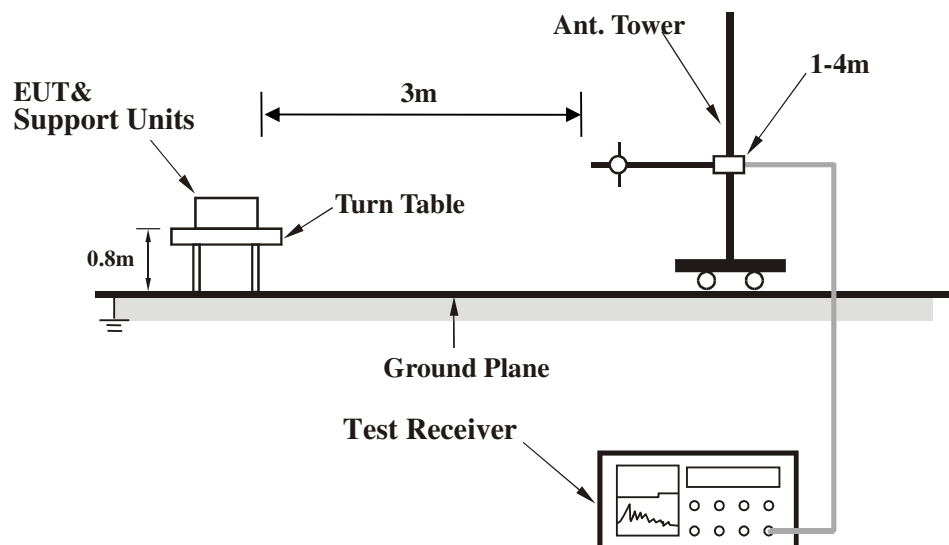 Ant. Tower
1-4m
3m
EUT&
Support Units
Turn Table
0.8m
Ground Plane
Test Receiver